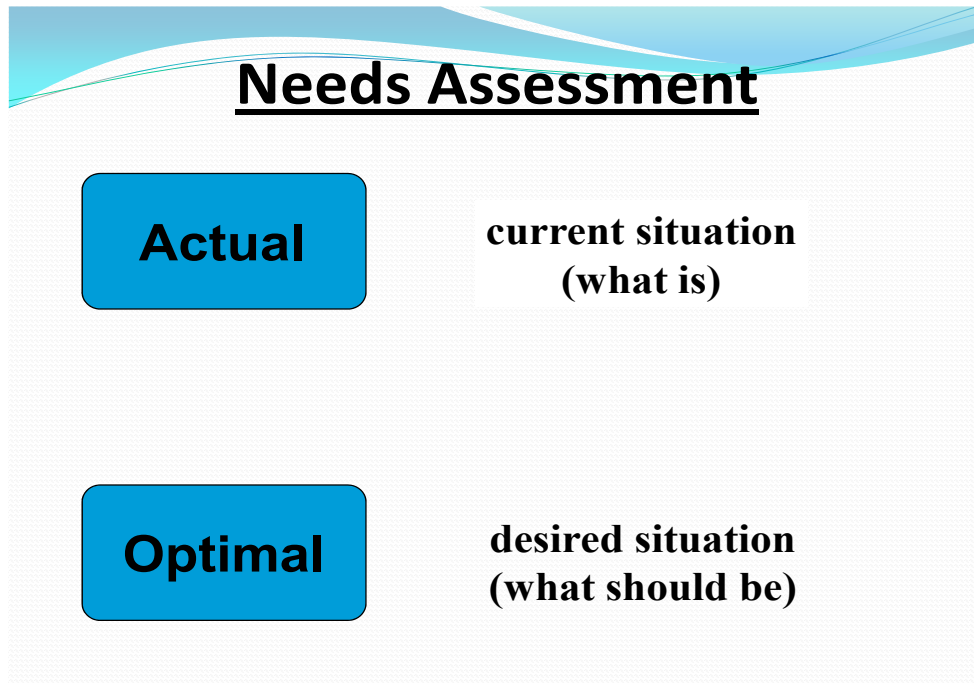 Needs Assessment
Actual
current situation
(what is)
Optimal
desired situation
(what should be)